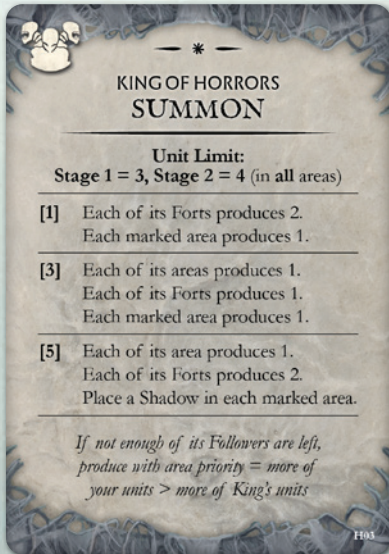 KING OF HORRORS
SUMMON
Unit Limit:
Stage 1 = 3, Stage 2 = 4 (in all areas)
[1] Each of its Forts produces 2.
Each marked area produces 1.
[3] Each of its areas produces 1.
Each of its Forts produces 1.
Each marked area produces 1.
[5] Each of its area produces 1.
Each of its Forts produces 2.
Place a Shadow in each marked area.
If not enough of its Followers are left,
produce with area priority = more of
your units > more of King's units
H03